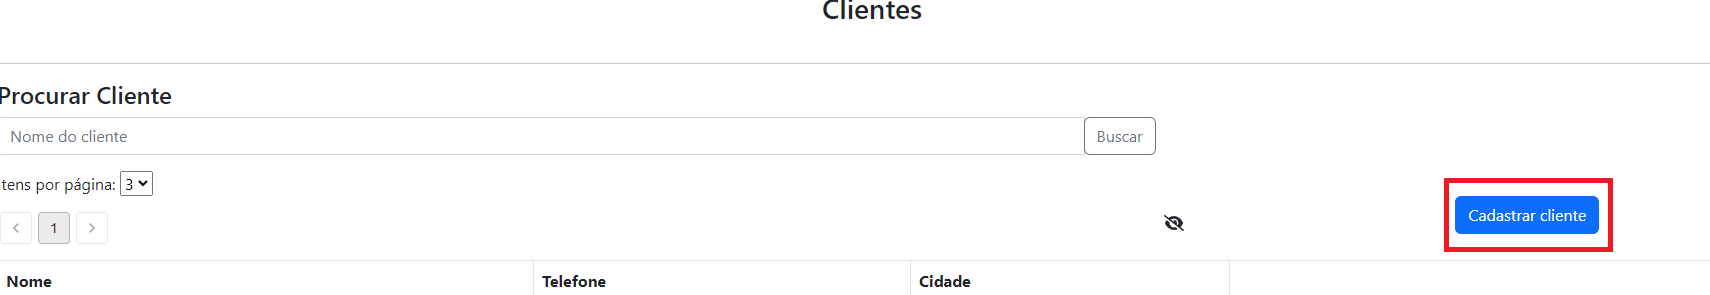 Clientes
Procurar Cliente
Nome do cliente
Buscar
tens por página: 3
1
Cadastrar cliente
Nome
Telefone
Cidade